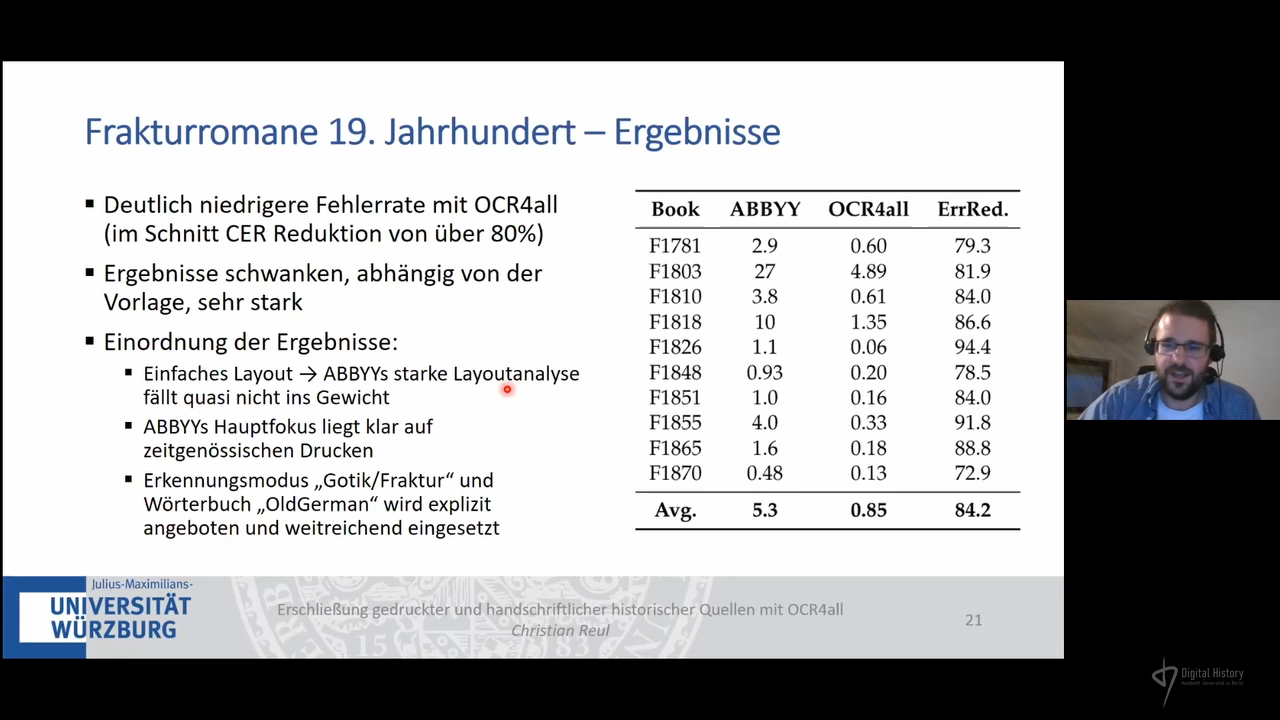 Frakturromane 19. Jahrhundert – Ergebnisse
▪ Deutlich niedrigere Fehlerrate mit OCR4all
(im Schnitt CER Reduktion von über 80%)
▪ Ergebnisse schwanken, abhängig von der
Vorlage, sehr stark
▪ Einordnung der Ergebnisse:
▪ Einfaches Layout → ABBYYs starke Layoutanalyse
fällt quasi nicht ins Gewicht
▪ ABBYYs Hauptfokus liegt klar auf
zeitgenössischen Drucken
▪ Erkennungsmodus „Gotik/Fraktur“ und
Wörterbuch „OldGerman“ wird explizit
angeboten und weitreichend eingesetzt
Book ABBYY OCR4all ErrRed.
F1781 2.9 0.60 79.3
F1803 27 4.89 81.9
F1810 3.8 0.61 84.0
F1818 10 1.35 86.6
F1826 1.1 0.06 94.4
F1848 0.93 0.20 78.5
F1851 1.0 0.16 84.0
F1855 4.0 0.33 91.8
F1865 1.6 0.18 88.8
F1870 0.48 0.13 72.9
Avg. 5.3 0.85 84.2
Julius-Maximilians-
UNIVERSITÄT
WÜRZBURG
Erschließung gedruckter und handschriftlicher historischer Quellen mit OCR4all
Christian Reul
21
Digital History
Humboldt-Universität zu Berlin